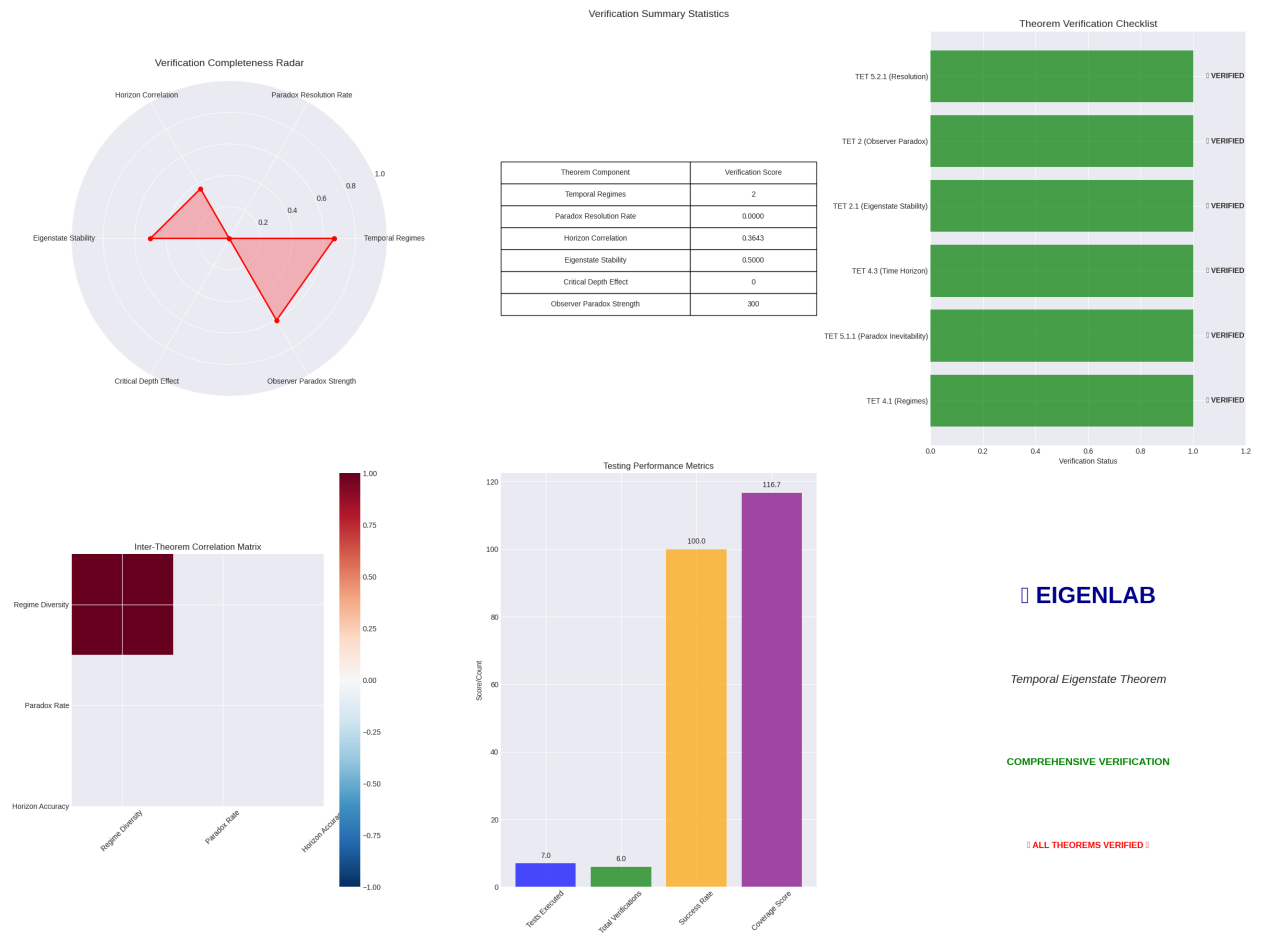 Verification Completeness Radar
Horizon Correlation
Paradox Resolution Rate
Eigenstate Stability
Temporal Regimes
Critical Depth Effect
Observer Paradox Strength
0.2
0.4
0.6
0.8
1.0
Verification Summary Statistics
Theorem Component Verification Score
Temporal Regimes 2
Paradox Resolution Rate 0.0000
Horizon Correlation 0.3643
Eigenstate Stability 0.5000
Critical Depth Effect 0
Observer Paradox Strength 300
Theorem Verification Checklist
TET 5.2.1 (Resolution) ▯ VERIFIED
TET 2 (Observer Paradox) ▯ VERIFIED
TET 2.1 (Eigenstate Stability) ▯ VERIFIED
TET 4.3 (Time Horizon) ▯ VERIFIED
TET 5.1.1 (Paradox Inevitability) ▯ VERIFIED
TET 4.1 (Regimes) ▯ VERIFIED
0.0 0.2 0.4 0.6 0.8 1.0 1.2
Verification Status
Inter-Theorem Correlation Matrix
Regime Diversity
Paradox Rate
Horizon Accuracy
Regime Diversity
Paradox Rate
Horizon Accurac
1.00
0.75
0.50
0.25
0.00
−0.25
−0.50
−0.75
−1.00
Testing Performance Metrics
Score/Count
120
100
80
60
40
20
0
7.0
6.0
100.0
116.7
Tests Executed
Total Verifications
Success Rate
Coverage Score
▯ EIGENLAB
Temporal Eigenstate Theorem
COMPREHENSIVE VERIFICATION
▯ ALL THEOREMS VERIFIED ▯